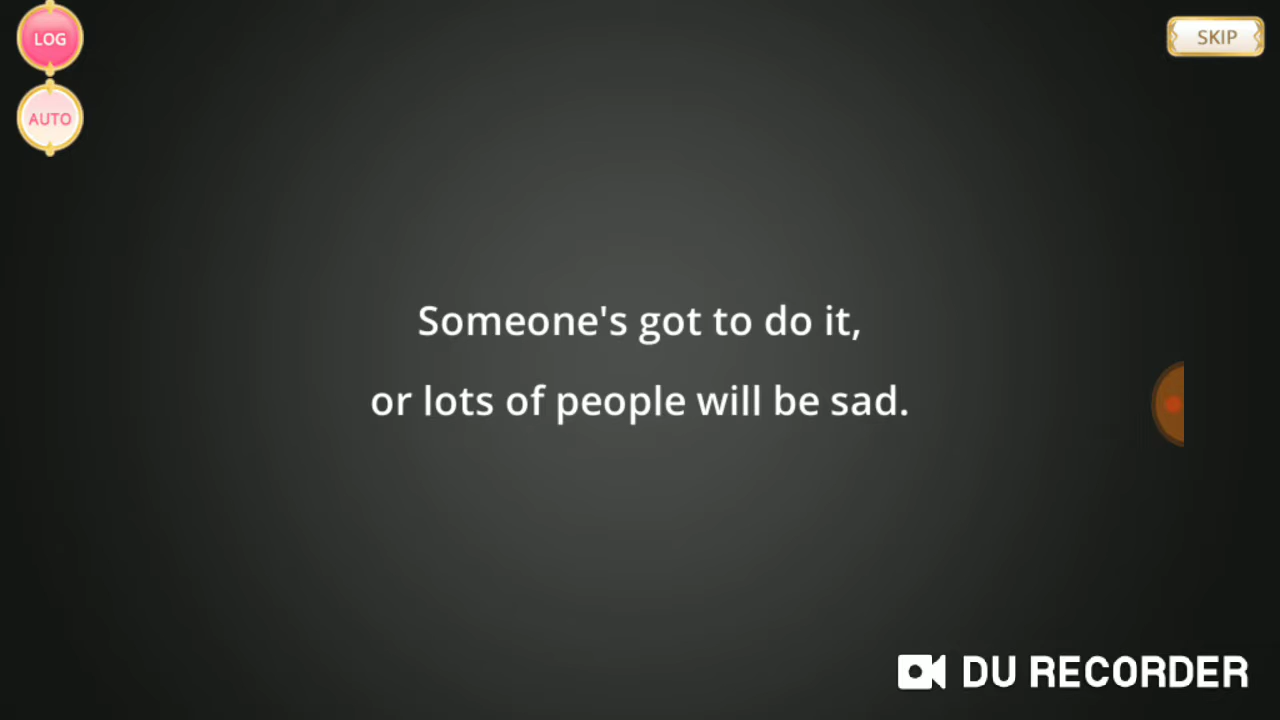 LOG
SKIP
AUTO
Someone's got to do it,
or lots of people will be sad.
DU RECORDER